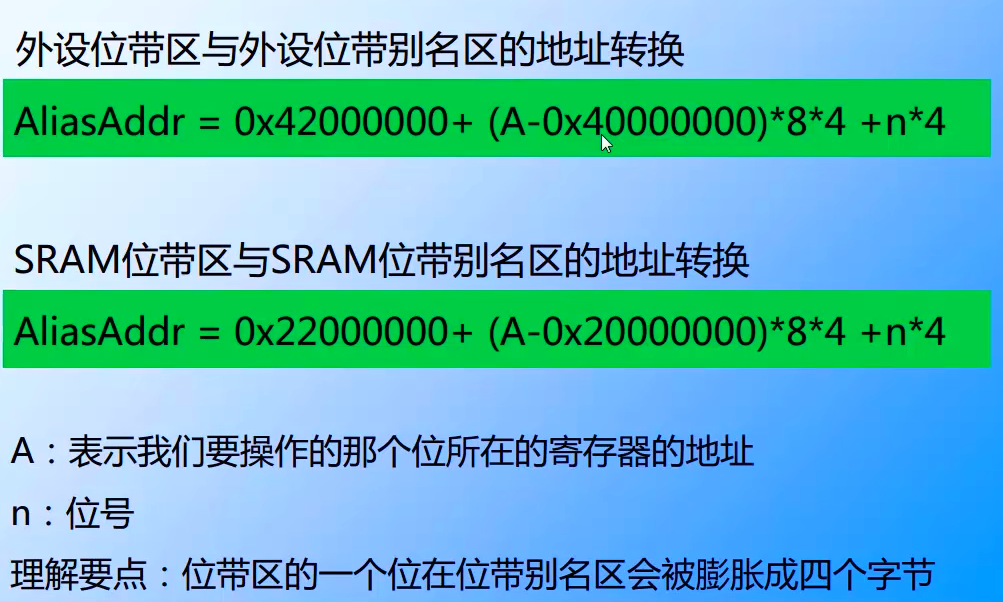 外设位带区与外设位带别名区的地址转换
AliasAddr = 0x42000000+ (A-0x40000000)*8*4 +n*4
SRAM位带区与SRAM位带别名区的地址转换
AliasAddr = 0x22000000+ (A-0x20000000)*8*4 +n*4
A：表示我们要操作的那个位所在的寄存器的地址
n：位号
理解要点：位带区的一个位在位带别名区会被膨胀成四个字节